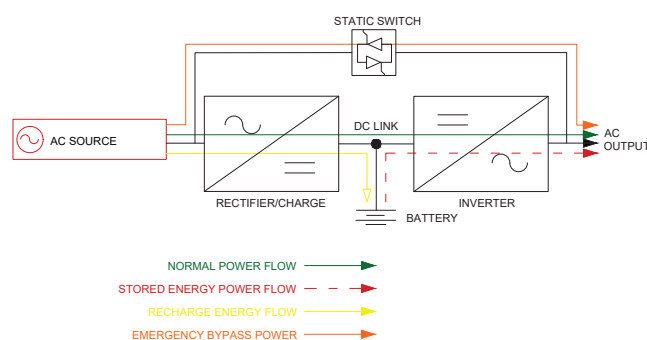 STATIC SWITCH
AC SOURCE
DC LINK
AC
OUTPUT
RECTIFIER/CHARGE
BATTERY
INVERTER
NORMAL POWER FLOW
STORED ENERGY POWER FLOW
RECHARGE ENERGY FLOW
EMERGENCY BYPASS POWER